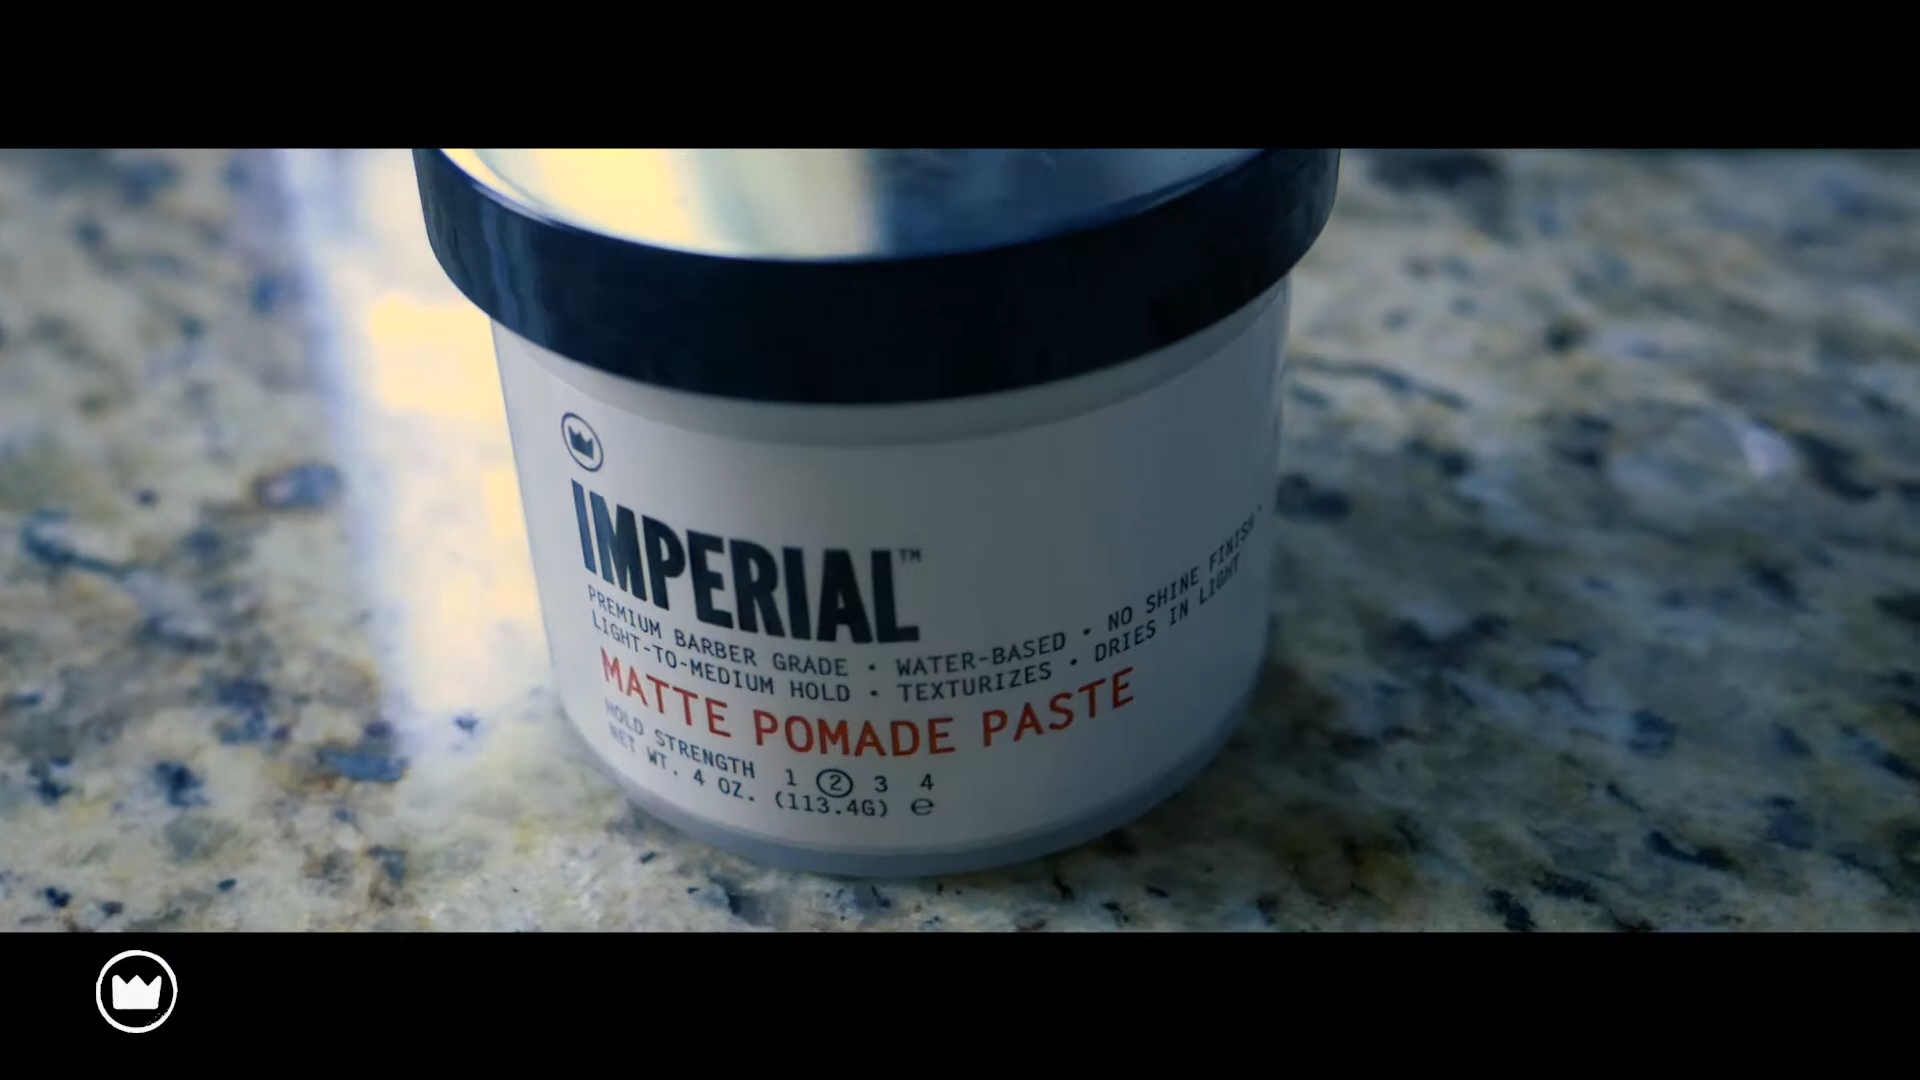 IMPERIAL™
PREMIUM BARBER GRADE • WATER-BASED • NO SHINE FINISH
LIGHT-TO-MEDIUM HOLD • TEXTURIZES • DRIES IN LIGHT
MATTE POMADE PASTE
HOLD STRENGTH 1 2 3 4
NET WT. 4 OZ. (113.4G) ℮